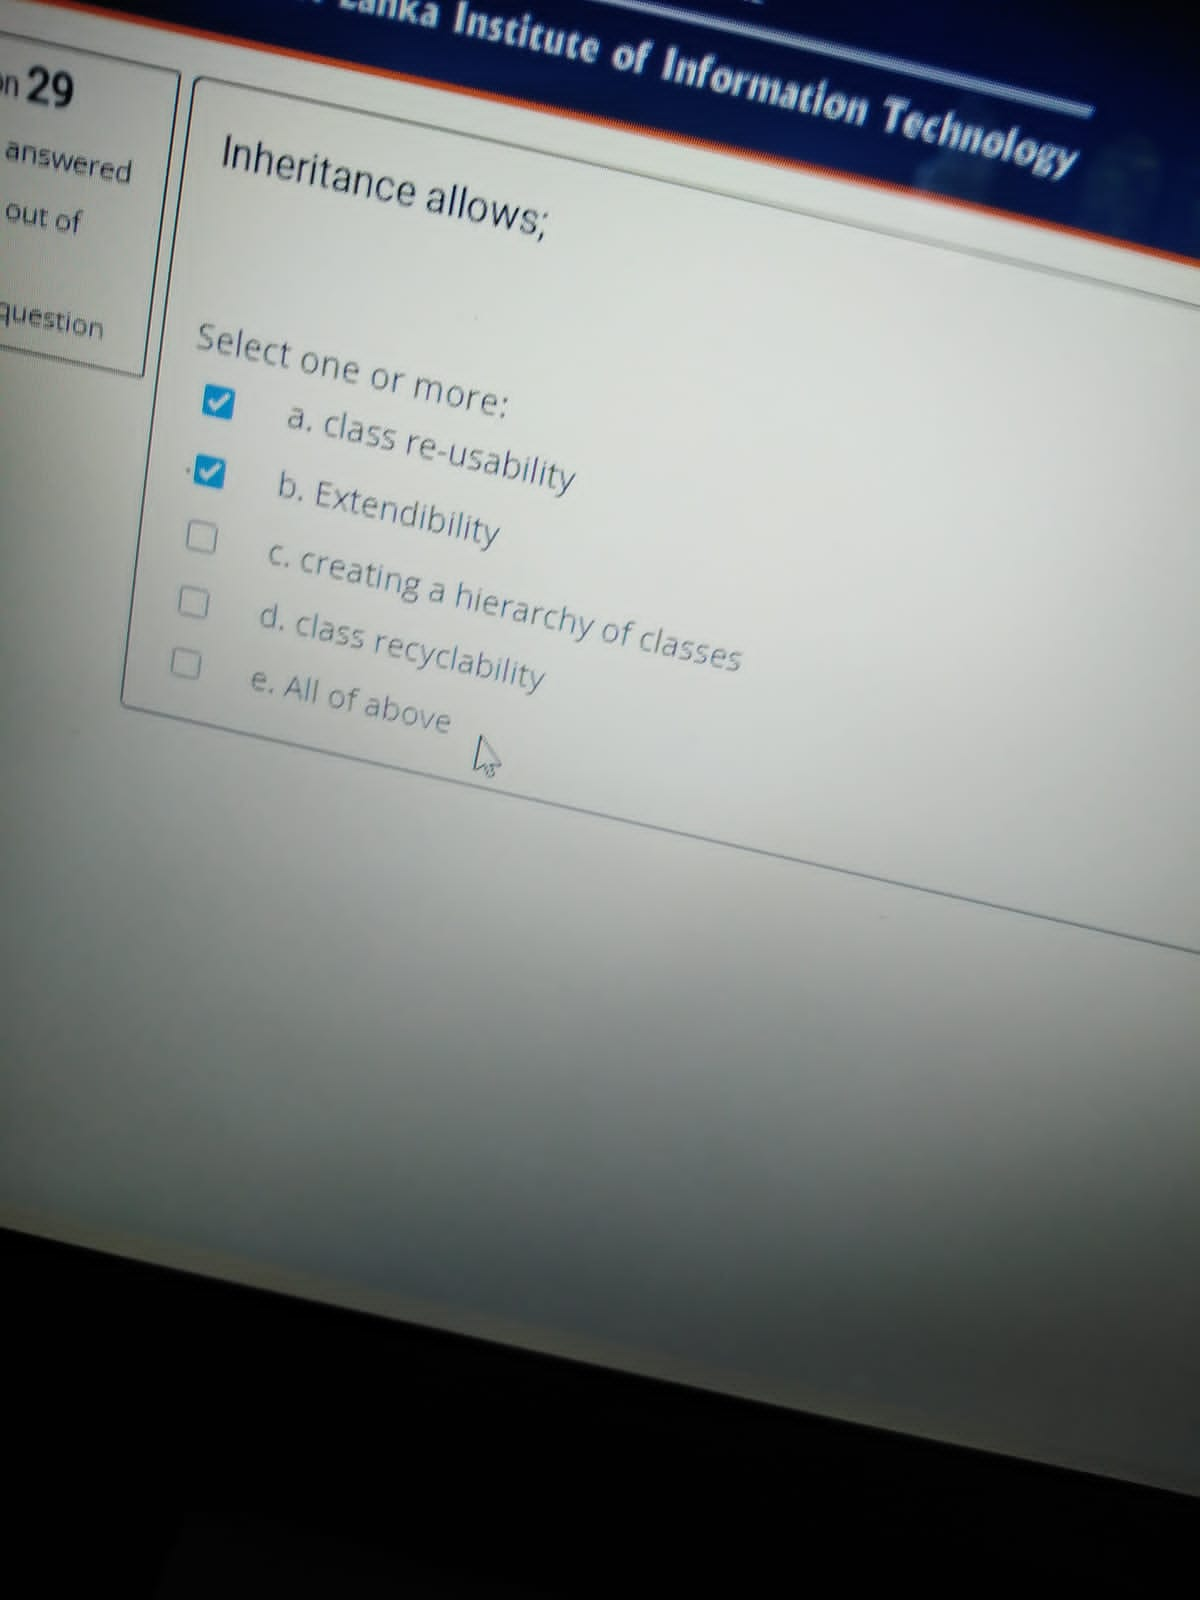 Institute of Information Technology
29
answered
out of
question
Inheritance allows;
Select one or more:
a. class re-usability
b. Extendibility
c. creating a hierarchy of classes
d. class recyclability
e. All of above